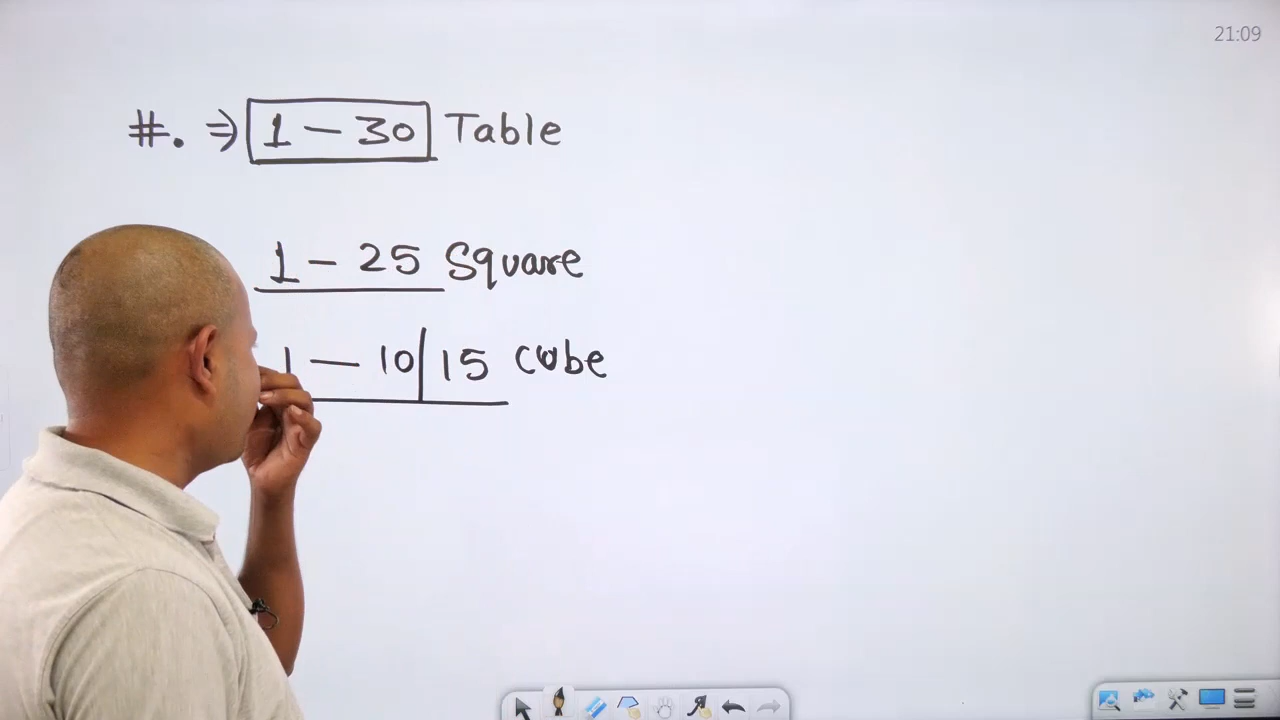 21:09
#. ⇒ 1 — 30 Table
1 — 25 Square
1 — 10 | 15 Cube